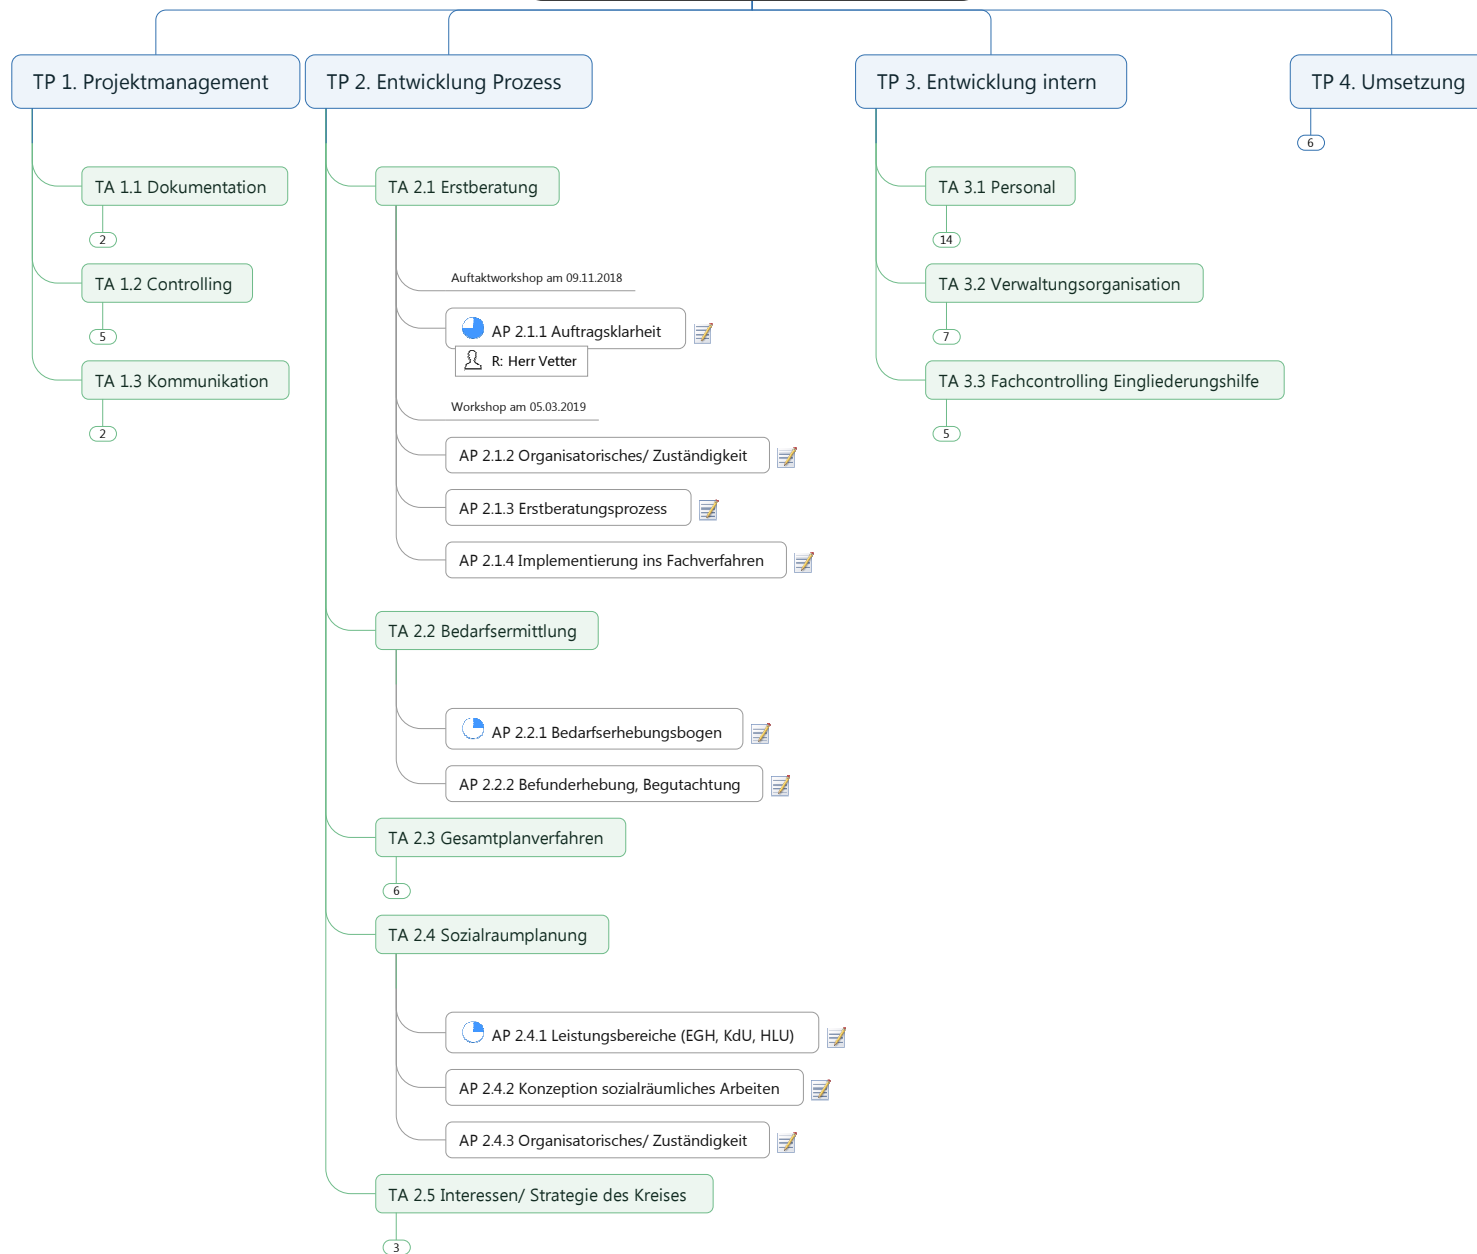 TP 1. Projektmanagement
TA 1.1 Dokumentation
2
TA 1.2 Controlling
5
TA 1.3 Kommunikation
2
TP 2. Entwicklung Prozess
TA 2.1 Erstberatung
Auftaktworkshop am 09.11.2018
AP 2.1.1 Auftragsklarheit
R: Herr Vetter
Workshop am 05.03.2019
AP 2.1.2 Organisatorisches/ Zuständigkeit
AP 2.1.3 Erstberatungsprozess
AP 2.1.4 Implementierung ins Fachverfahren
TA 2.2 Bedarfsermittlung
AP 2.2.1 Bedarfserhebungsbogen
AP 2.2.2 Befunderhebung, Begutachtung
TA 2.3 Gesamtplanverfahren
6
TA 2.4 Sozialraumplanung
AP 2.4.1 Leistungsbereiche (EGH, KdU, HLU)
AP 2.4.2 Konzeption sozialräumliches Arbeiten
AP 2.4.3 Organisatorisches/ Zuständigkeit
TA 2.5 Interessen/ Strategie des Kreises
3
TP 3. Entwicklung intern
TA 3.1 Personal
14
TA 3.2 Verwaltungsorganisation
7
TA 3.3 Fachcontrolling Eingliederungshilfe
5
TP 4. Umsetzung
6